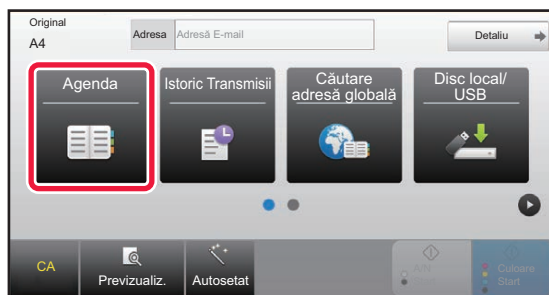 Original
A4
Adresa
Adresă E-mail
Detaliu
Agenda
Istoric Transmisii
Căutare
adresă globală
Disc local/
USB
CA
Previzualiz.
Autosetat
A/N
Start
Culoare
Start